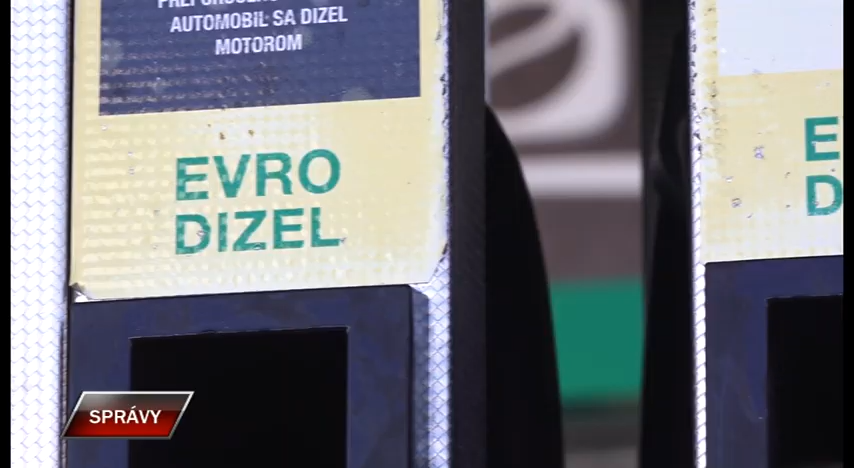 AUTOMOBIL SA DIZEL
MOTOROM
EVRO
DIZEL
E
D
SPRÁVY